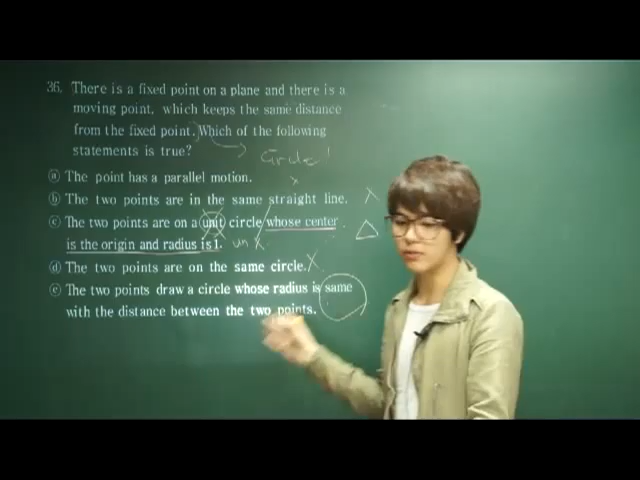 36. There is a fixed point on a plane and there is a
moving point, which keeps the same distance
from the fixed point. Which of the following
statements is true?
Circle!
ⓐ The point has a parallel motion.
ⓑ The two points are in the same straight line.
ⓒ The two points are on a unit circle whose center
is the origin and radius is 1. un
ⓓ The two points are on the same circle.
ⓔ The two points draw a circle whose radius is same
with the distance between the two points.